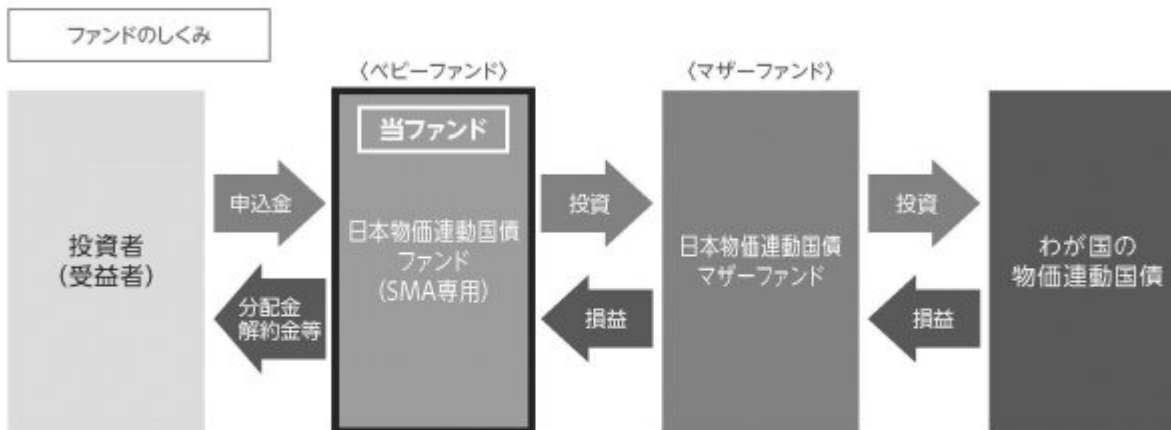 ファンドのしくみ
〈ベビーファンド〉
〈マザーファンド〉
投資者
（受益者）
申込金
分配金
解約金等
当ファンド
日本物価連動国債
ファンド
（SMA専用）
投資
損益
日本物価連動国債
マザーファンド
投資
損益
わが国の
物価連動国債